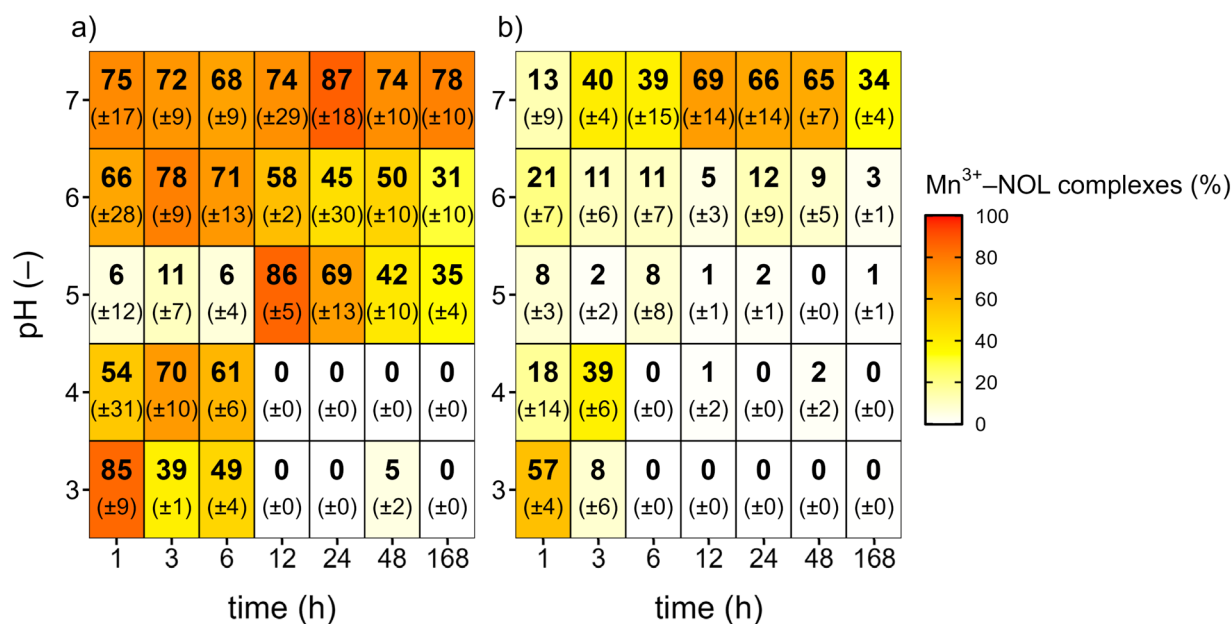 a)
7
75 72 68 74 87 74 78
(±17) (±9) (±9) (±29) (±18) (±10) (±10)
6
66 78 71 58 45 50 31
(±28) (±9) (±13) (±2) (±30) (±10) (±10)
5
6 11 6 86 69 42 35
(±12) (±7) (±4) (±5) (±13) (±10) (±4)
4
54 70 61 0 0 0 0
(±31) (±10) (±6) (±0) (±0) (±0) (±0)
3
85 39 49 0 0 5 0
(±9) (±1) (±4) (±0) (±0) (±2) (±0)
1 3 6 12 24 48 168
time (h)
pH (–)
b)
7
13 40 39 69 66 65 34
(±9) (±4) (±15) (±14) (±14) (±7) (±4)
6
21 11 11 5 12 9 3
(±7) (±6) (±7) (±3) (±9) (±5) (±1)
5
8 2 8 1 2 0 1
(±3) (±2) (±8) (±1) (±1) (±0) (±1)
4
18 39 0 1 0 2 0
(±14) (±6) (±0) (±2) (±0) (±2) (±0)
3
57 8 0 0 0 0 0
(±4) (±6) (±0) (±0) (±0) (±0) (±0)
1 3 6 12 24 48 168
time (h)
Mn³⁺–NOL complexes (%)
100
80
60
40
20
0